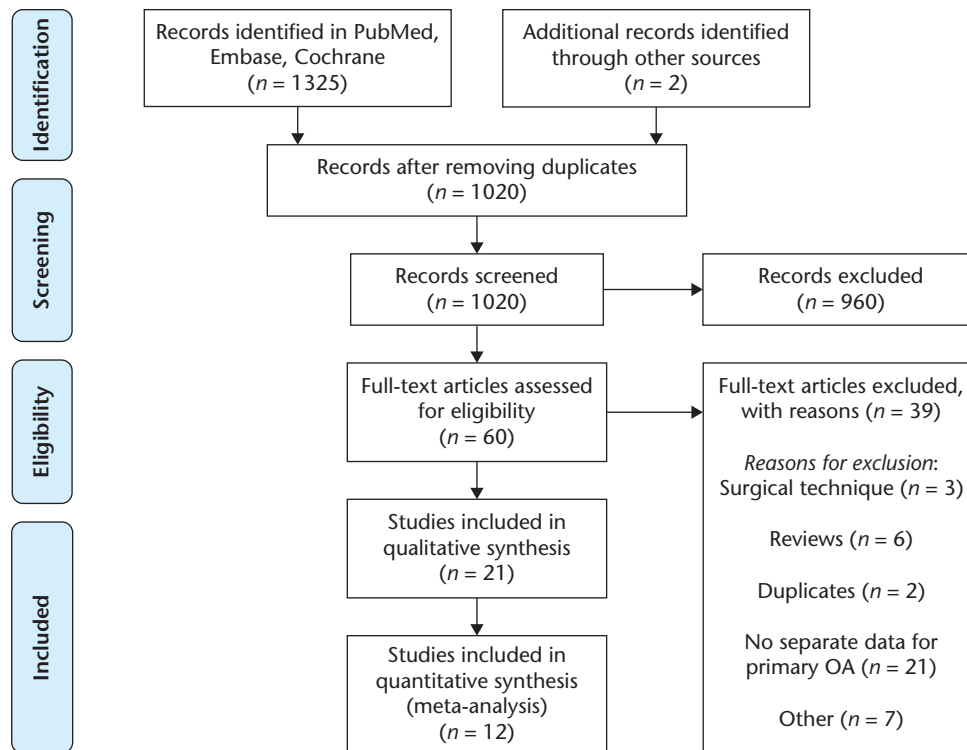 Identification
Records identified in PubMed,
Embase, Cochrane
(n = 1325)
Additional records identified
through other sources
(n = 2)
Records after removing duplicates
(n = 1020)
Screening
Records screened
(n = 1020)
Records excluded
(n = 960)
Eligibility
Full-text articles assessed
for eligibility
(n = 60)
Full-text articles excluded,
with reasons (n = 39)
Reasons for exclusion:
Surgical technique (n = 3)
Reviews (n = 6)
Duplicates (n = 2)
No separate data for
primary OA (n = 21)
Other (n = 7)
Included
Studies included in
qualitative synthesis
(n = 21)
Studies included in
quantitative synthesis
(meta-analysis)
(n = 12)